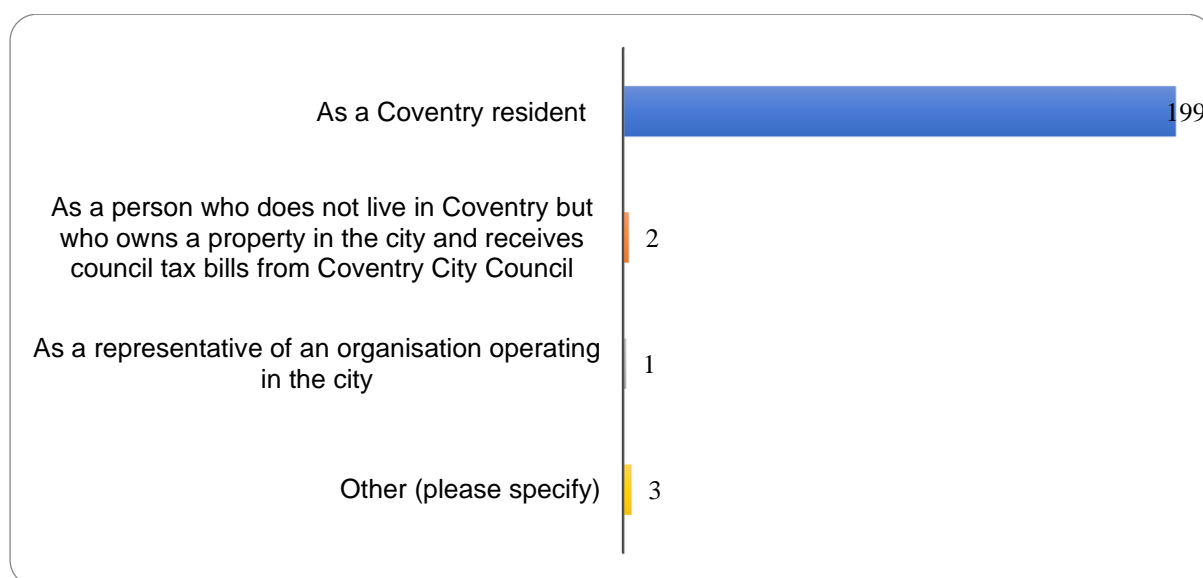 As a Coventry resident
199
As a person who does not live in Coventry but
who owns a property in the city and receives
council tax bills from Coventry City Council
2
As a representative of an organisation operating
in the city
1
Other (please specify)
3